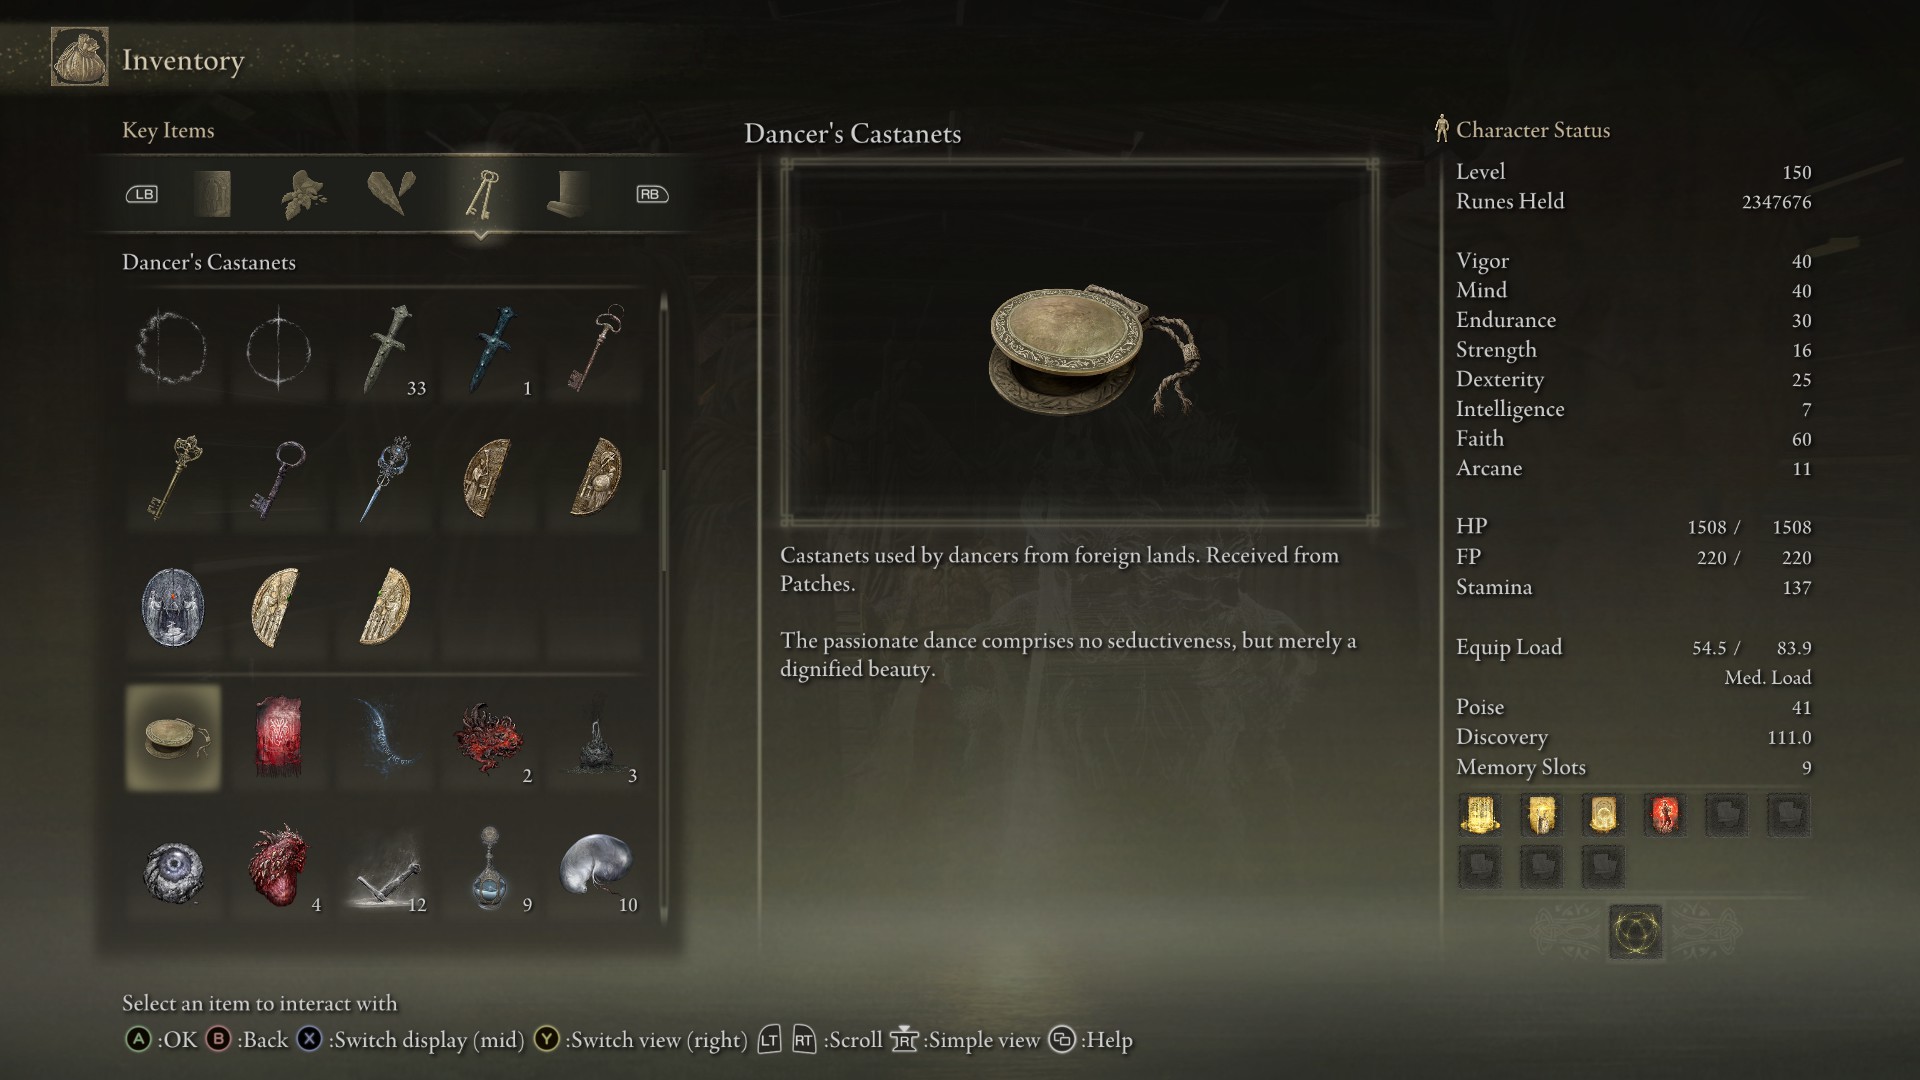 Inventory
Key Items
LB
RB
Dancer's Castanets
33
1
2
3
4
12
9
10
Dancer's Castanets
Castanets used by dancers from foreign lands. Received from
Patches.
The passionate dance comprises no seductiveness, but merely a
dignified beauty.
Character Status
Level 150
Runes Held 2347676
Vigor 40
Mind 40
Endurance 30
Strength 16
Dexterity 25
Intelligence 7
Faith 60
Arcane 11
HP 1508 / 1508
FP 220 / 220
Stamina 137
Equip Load 54.5 / 83.9
Med. Load
Poise 41
Discovery 111.0
Memory Slots 9
Select an item to interact with
A :OK B :Back X :Switch display (mid) Y :Switch view (right) LT RT :Scroll R :Simple view :Help